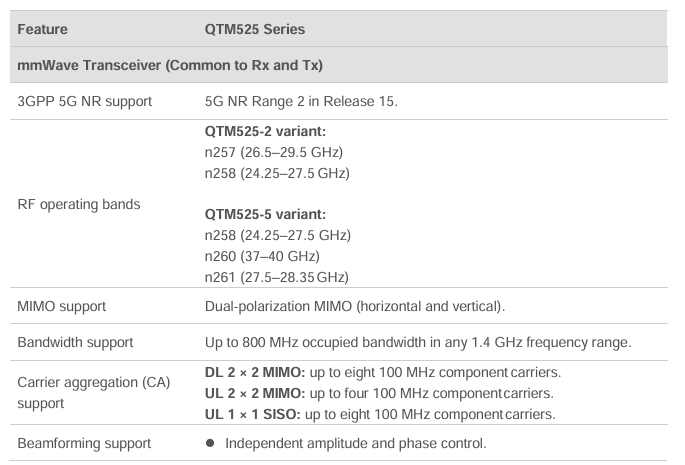 Feature QTM525 Series
mmWave Transceiver (Common to Rx and Tx)
3GPP 5G NR support 5G NR Range 2 in Release 15.
RF operating bands
QTM525-2 variant:
n257 (26.5–29.5 GHz)
n258 (24.25–27.5 GHz)
QTM525-5 variant:
n258 (24.25–27.5 GHz)
n260 (37–40 GHz)
n261 (27.5–28.35 GHz)
MIMO support Dual-polarization MIMO (horizontal and vertical).
Bandwidth support Up to 800 MHz occupied bandwidth in any 1.4 GHz frequency range.
Carrier aggregation (CA)
support
DL 2 × 2 MIMO: up to eight 100 MHz component carriers.
UL 2 × 2 MIMO: up to four 100 MHz component carriers.
UL 1 × 1 SISO: up to eight 100 MHz component carriers.
Beamforming support ● Independent amplitude and phase control.